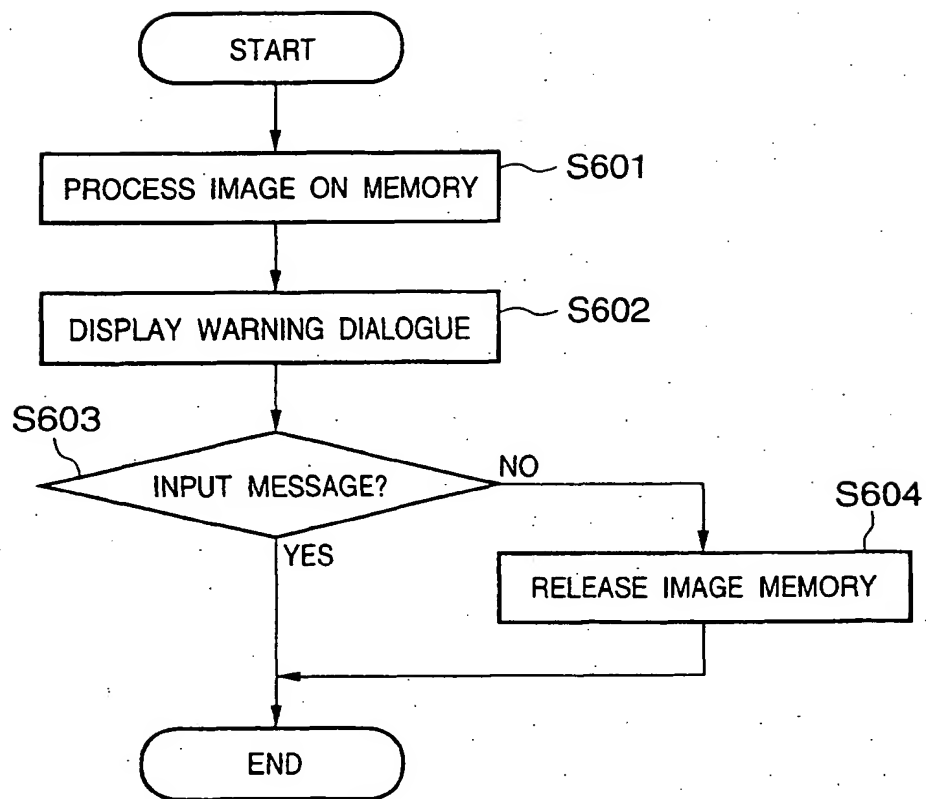 START
PROCESS IMAGE ON MEMORY
S601
DISPLAY WARNING DIALOGUE
S602
S603
INPUT MESSAGE?
NO
YES
S604
RELEASE IMAGE MEMORY
END